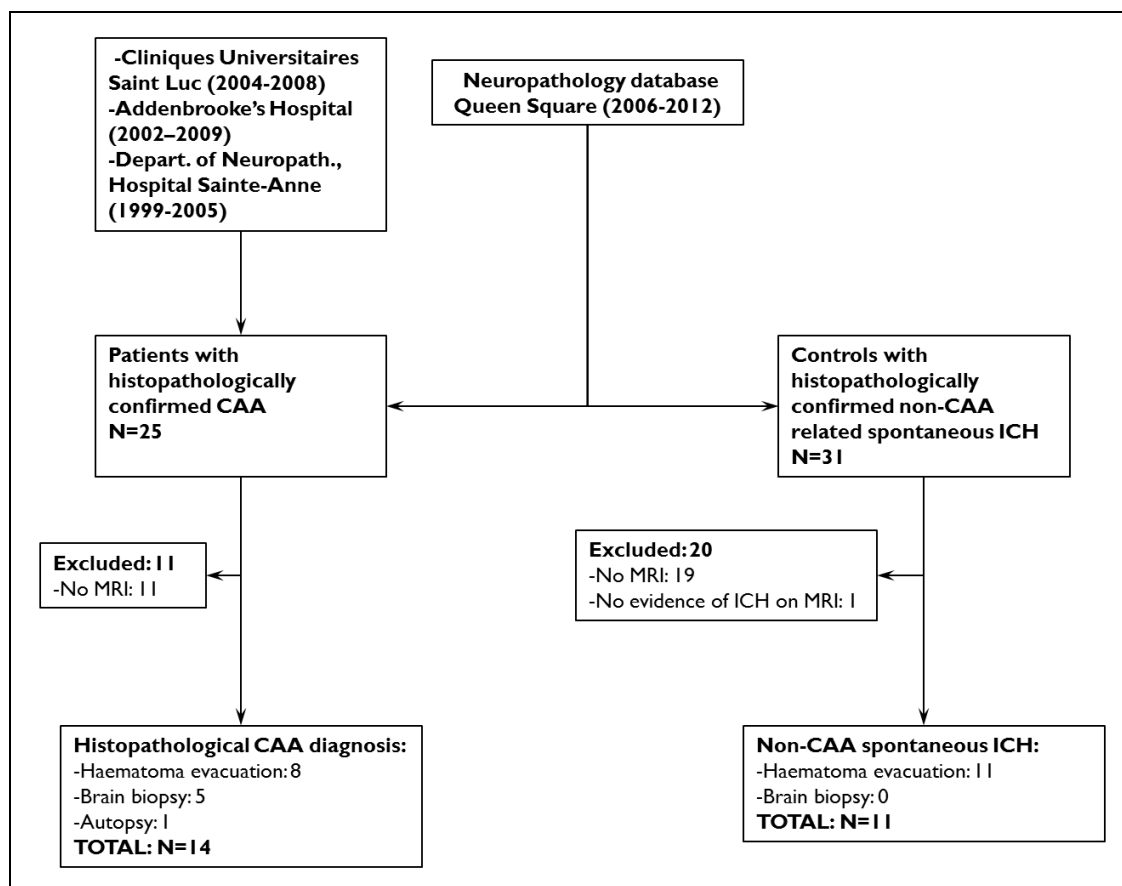 -Cliniques Universitaires
Saint Luc (2004-2008)
-Addenbrooke's Hospital
(2002–2009)
-Depart. of Neuropath.,
Hospital Sainte-Anne
(1999-2005)
Neuropathology database
Queen Square (2006-2012)
Patients with
histopathologically
confirmed CAA
N=25
Controls with
histopathologically
confirmed non-CAA
related spontaneous ICH
N=31
Excluded: 11
-No MRI: 11
Excluded: 20
-No MRI: 19
-No evidence of ICH on MRI: 1
Histopathological CAA diagnosis:
-Haematoma evacuation: 8
-Brain biopsy: 5
-Autopsy: 1
TOTAL: N=14
Non-CAA spontaneous ICH:
-Haematoma evacuation: 11
-Brain biopsy: 0
TOTAL: N=11